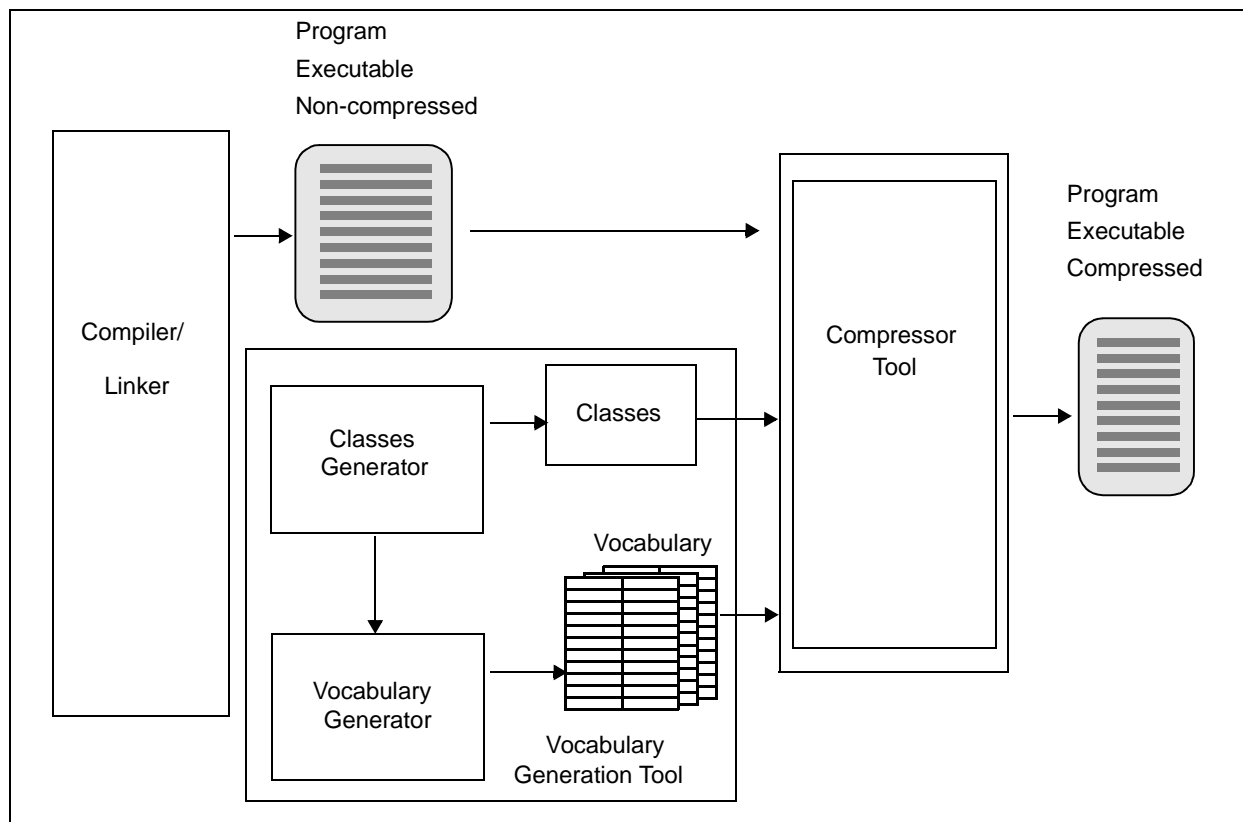 Program
Executable
Non-compressed
Program
Executable
Compressed
Compiler/
Linker
Compressor
Tool
Classes
Classes
Generator
Vocabulary
Vocabulary
Generator
Vocabulary
Generation Tool